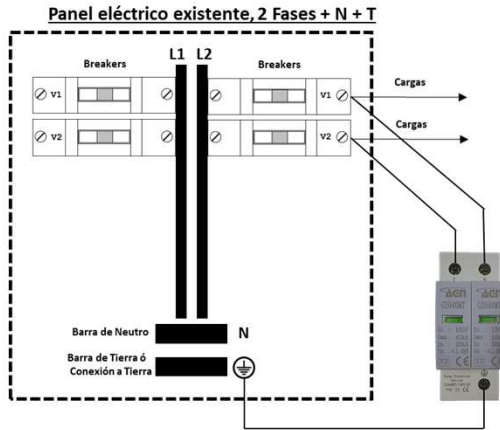 Panel eléctrico existente, 2 Fases + N + T
L1 L2
Breakers
Breakers
Cargas
V1
V1
Cargas
V2
V2
Barra de Neutro
N
Barra de Tierra ó
Conexión a Tierra